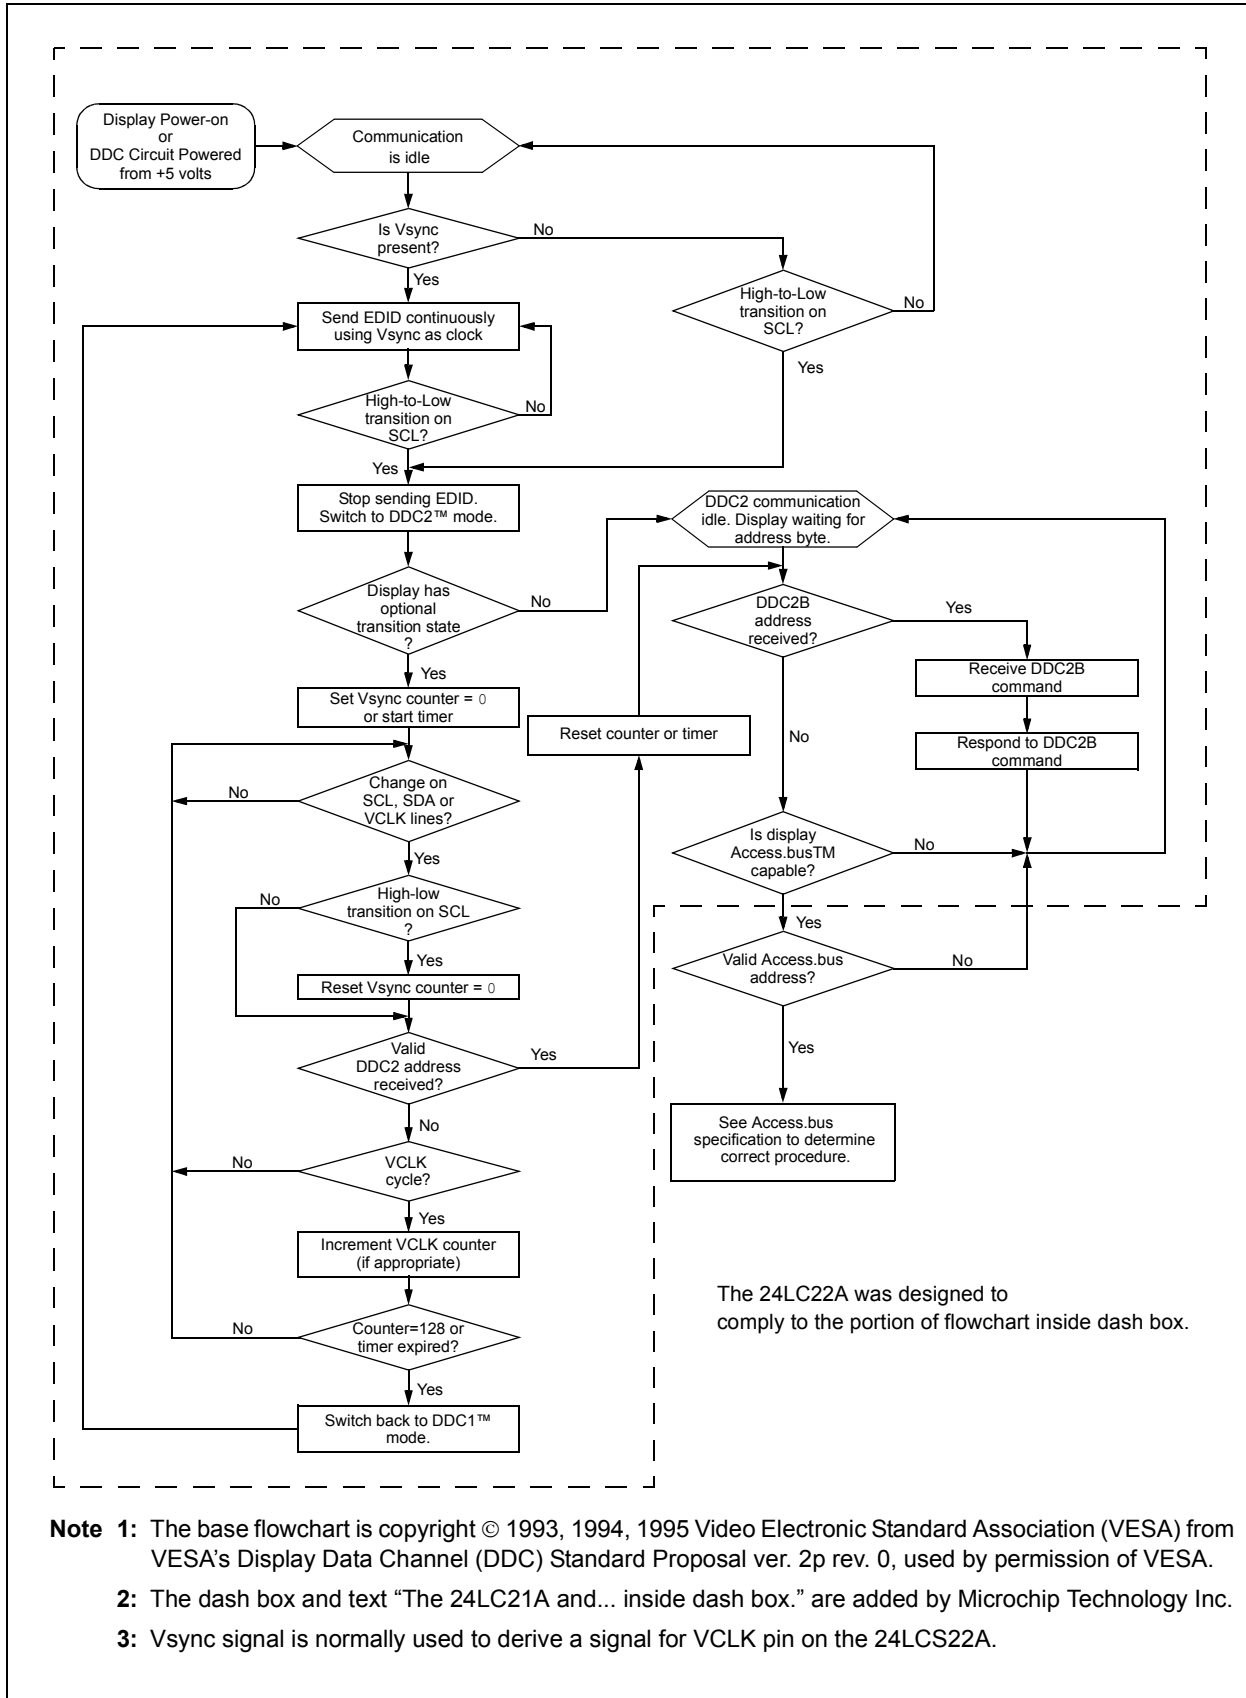 Display Power-on
or
DDC Circuit Powered
from +5 volts
Communication
is idle
Is Vsync
present?
No
Yes
High-to-Low
transition on
SCL?
No
Yes
Send EDID continuously
using Vsync as clock
High-to-Low
transition on
SCL?
No
Yes
Stop sending EDID.
Switch to DDC2™ mode.
DDC2 communication
idle. Display waiting for
address byte.
Display has
optional
transition state
?
No
Yes
DDC2B
address
received?
Yes
No
Receive DDC2B
command
Respond to DDC2B
command
Set Vsync counter = 0
or start timer
Reset counter or timer
Change on
SCL, SDA or
VCLK lines?
No
Yes
Is display
Access.busTM
capable?
No
Yes
High-low
transition on SCL
?
No
Yes
Valid Access.bus
address?
No
Yes
Reset Vsync counter = 0
Valid
DDC2 address
received?
Yes
No
See Access.bus
specification to determine
correct procedure.
VCLK
cycle?
No
Yes
Increment VCLK counter
(if appropriate)
Counter=128 or
timer expired?
No
Yes
Switch back to DDC1™
mode.
The 24LC22A was designed to
comply to the portion of flowchart inside dash box.
Note 1: The base flowchart is copyright © 1993, 1994, 1995 Video Electronic Standard Association (VESA) from
VESA's Display Data Channel (DDC) Standard Proposal ver. 2p rev. 0, used by permission of VESA.
2: The dash box and text “The 24LC21A and... inside dash box.” are added by Microchip Technology Inc.
3: Vsync signal is normally used to derive a signal for VCLK pin on the 24LCS22A.